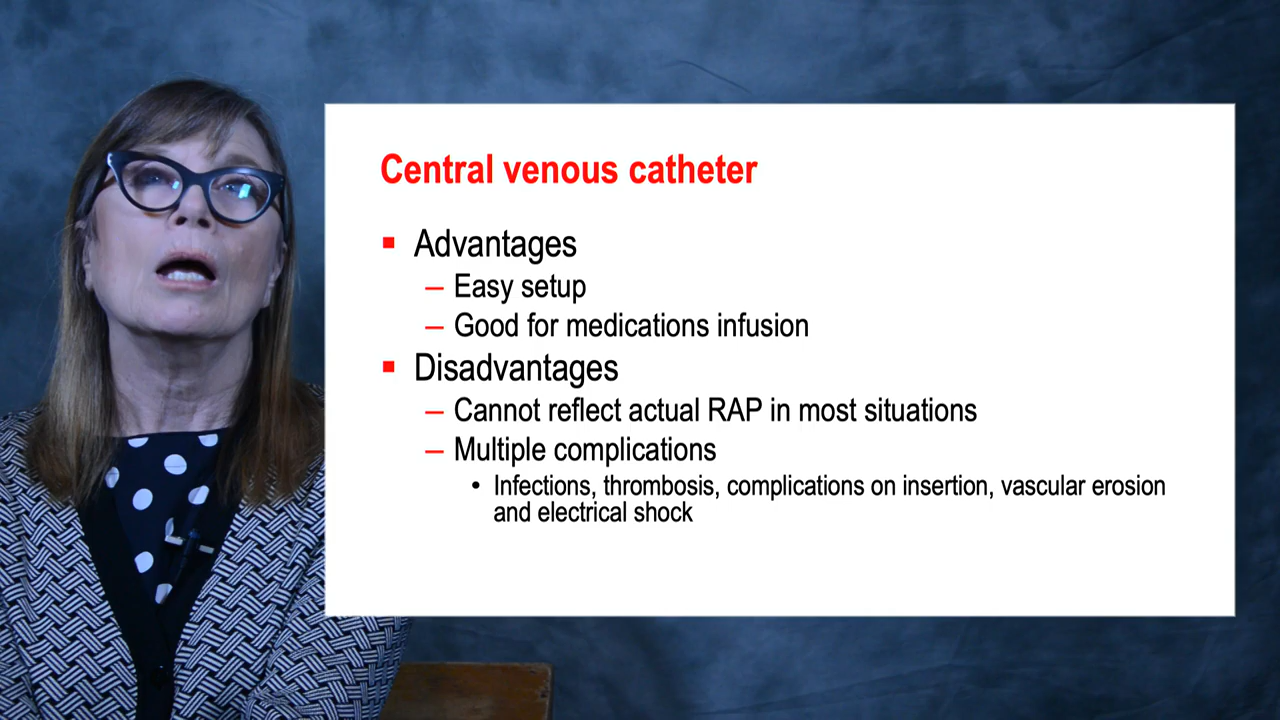 Central venous catheter
▪ Advantages
– Easy setup
– Good for medications infusion
▪ Disadvantages
– Cannot reflect actual RAP in most situations
– Multiple complications
• Infections, thrombosis, complications on insertion, vascular erosion
and electrical shock